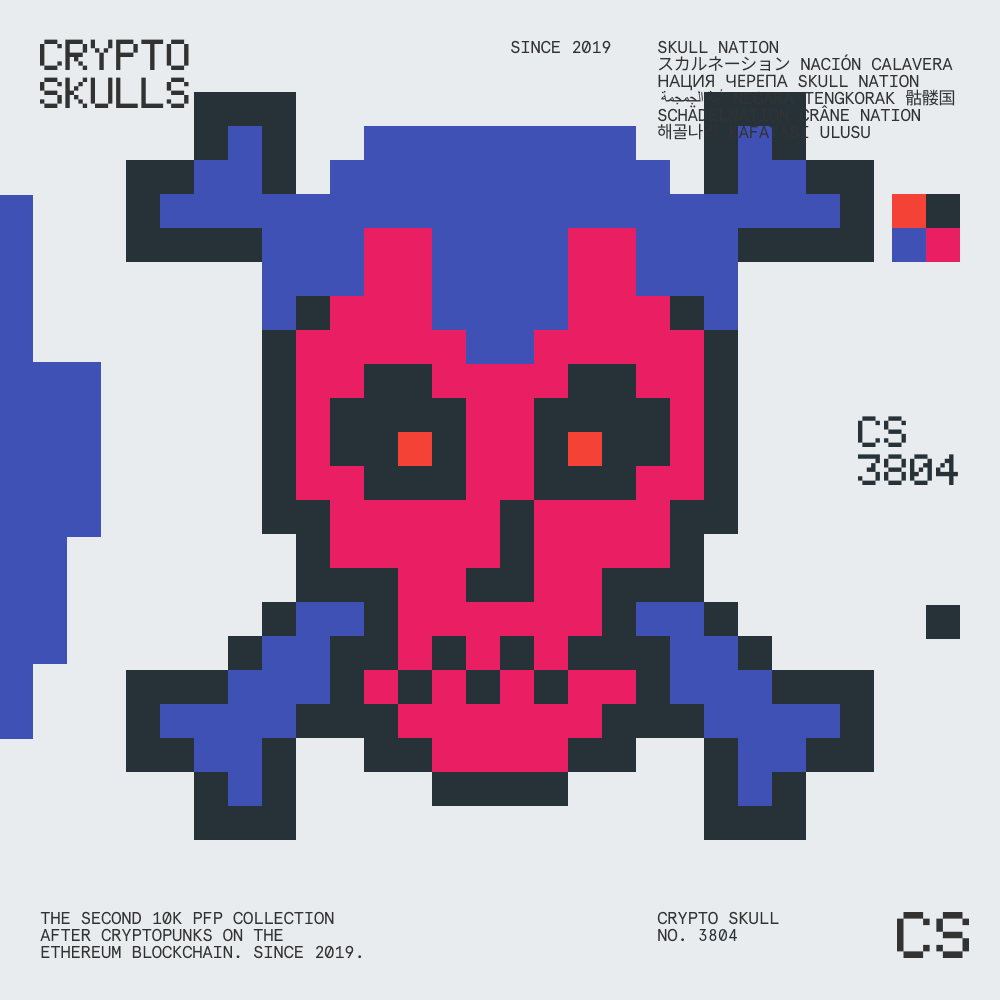 CRYPTO
SKULLS
SINCE 2019
SKULL NATION
スカルネーション NACIÓN CALAVERA
НАЦИЯ ЧЕРЕПА SKULL NATION
الجمجمة TENGKORAK 骷髅国
CRÂNE NATION
ULUSU
CS
3804
THE SECOND 10K PFP COLLECTION
AFTER CRYPTOPUNKS ON THE
ETHEREUM BLOCKCHAIN. SINCE 2019.
CRYPTO SKULL
NO. 3804
CS